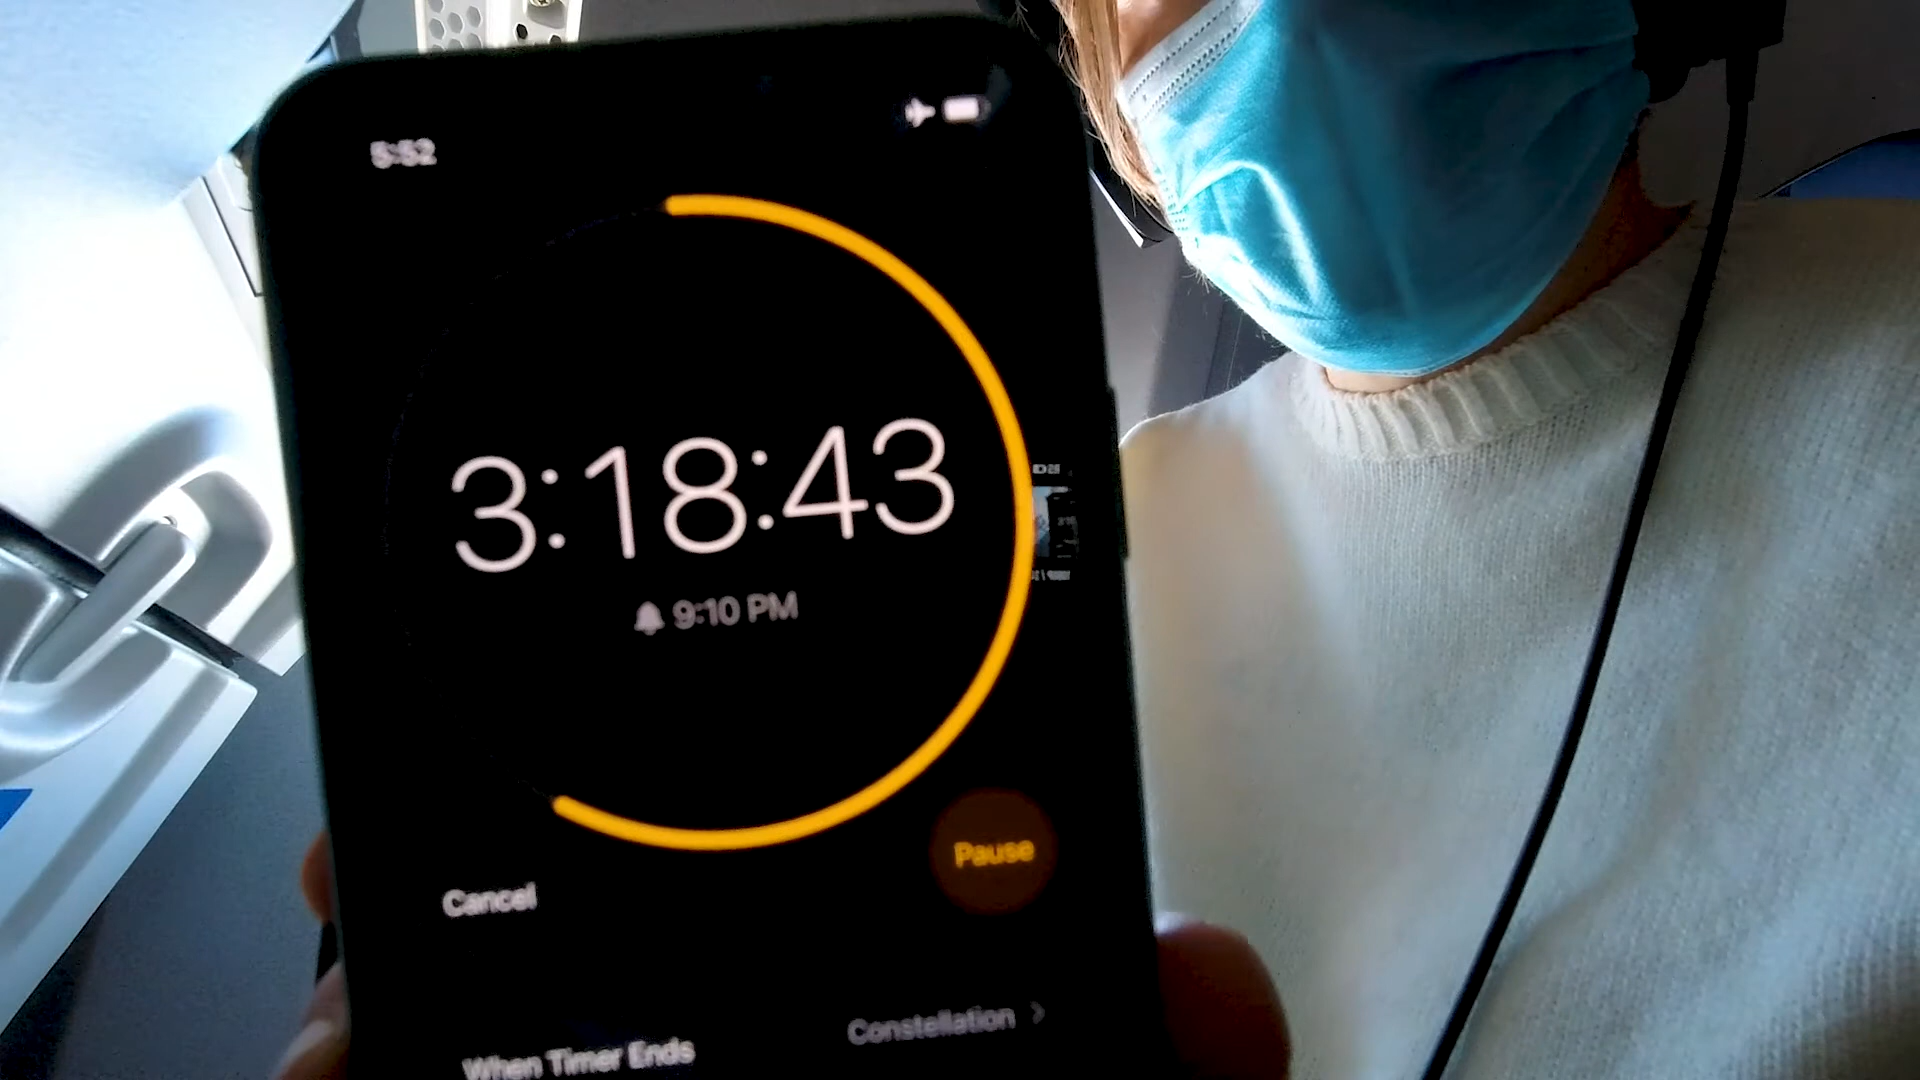 5:52
3:18:43
9:10 PM
Cancel
Pause
When Timer Ends
Constellation >